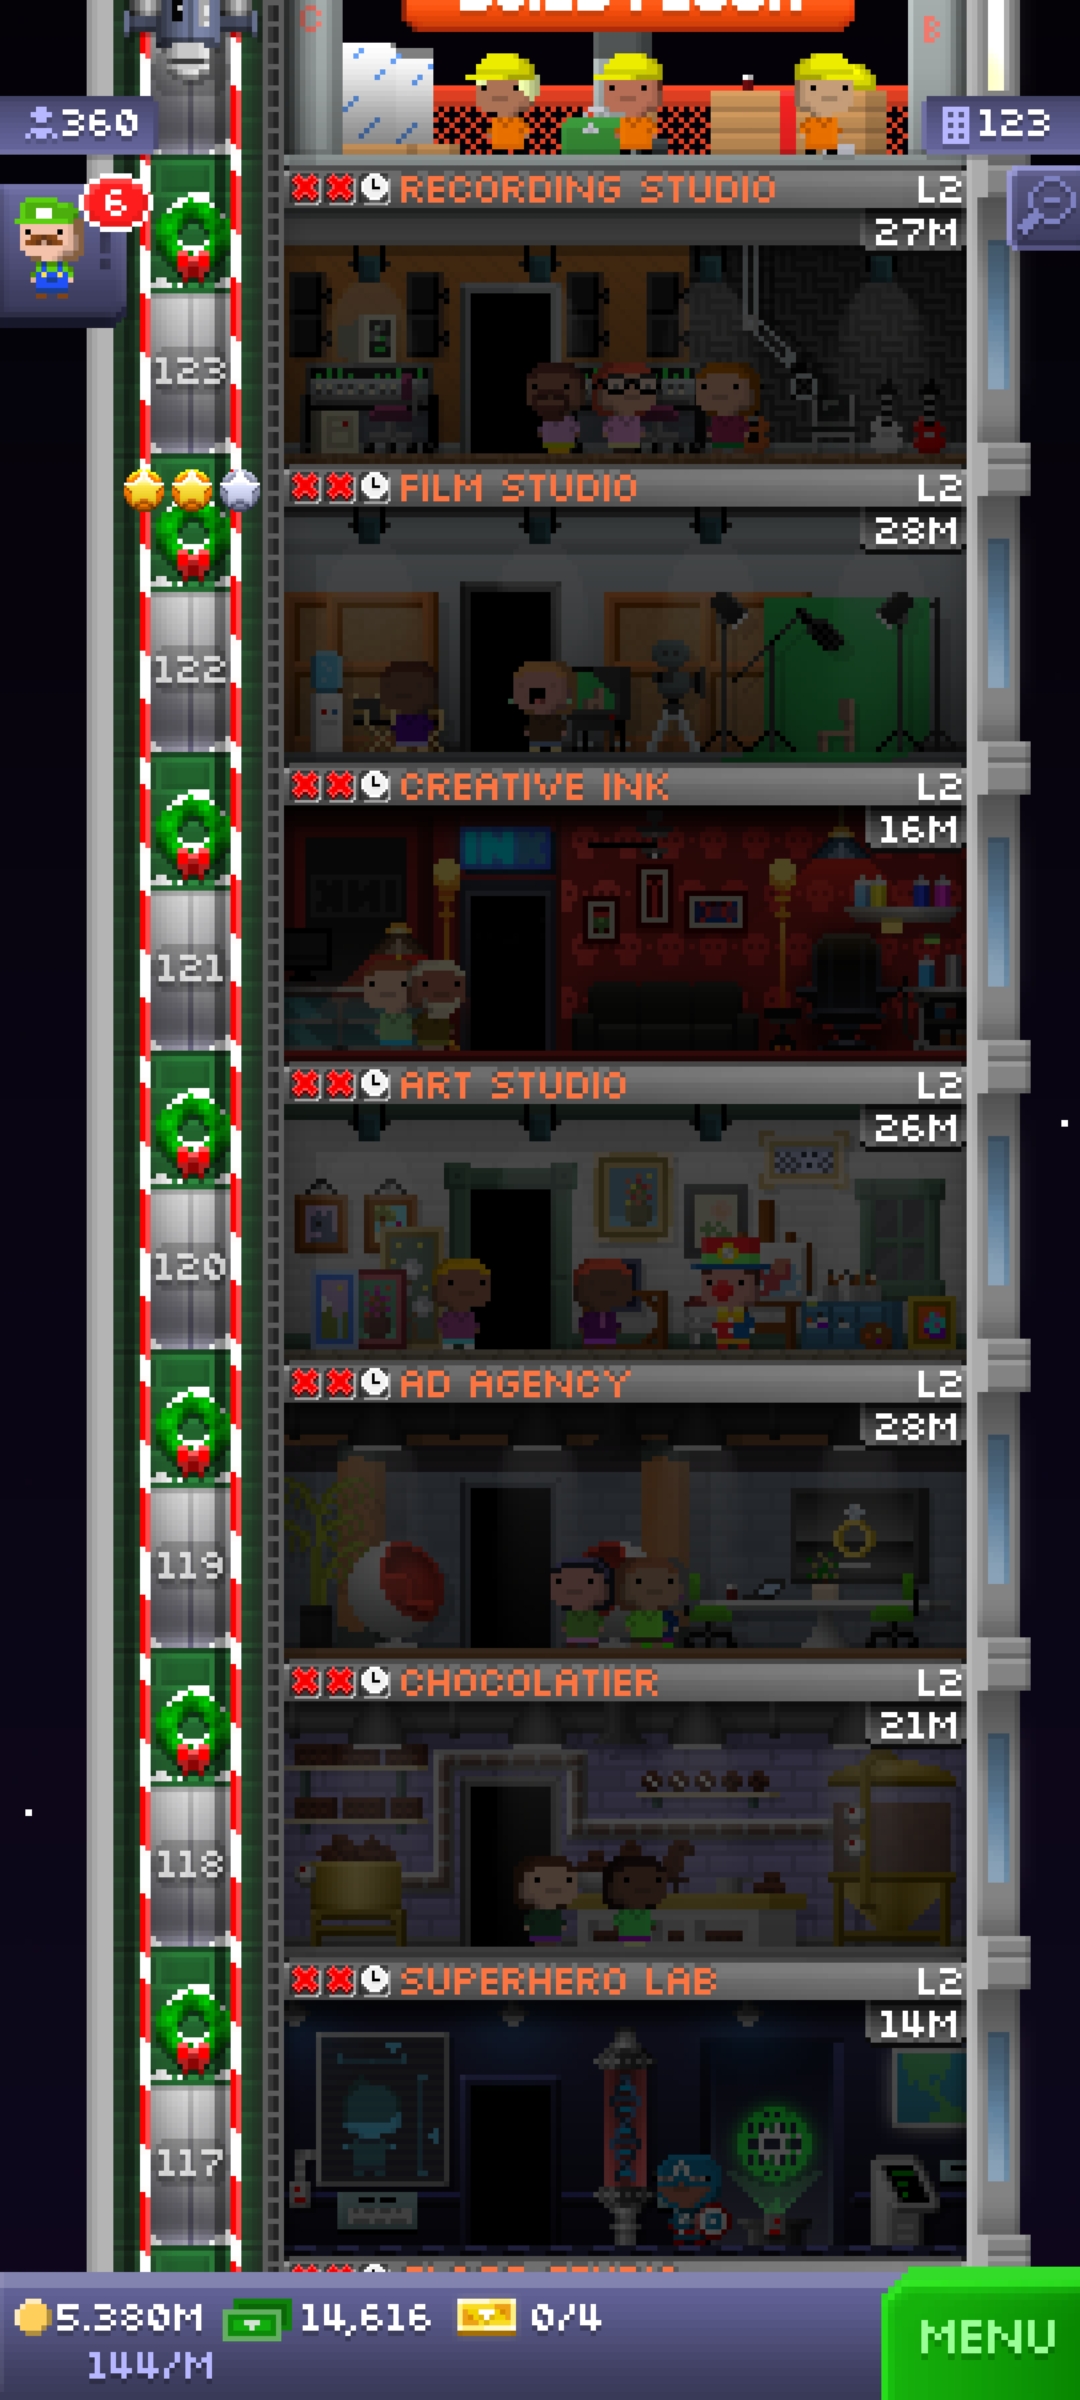 C
B
360
123
6
RECORDING STUDIO L2
27M
123
FILM STUDIO L2
28M
122
CREATIVE INK L2
16M
INK
121
ART STUDIO L2
26M
120
AD AGENCY L2
28M
119
CHOCOLATIER L2
21M
118
SUPERHERO LAB L2
14M
117
5.380M 14,616 0/4
144/M
MENU